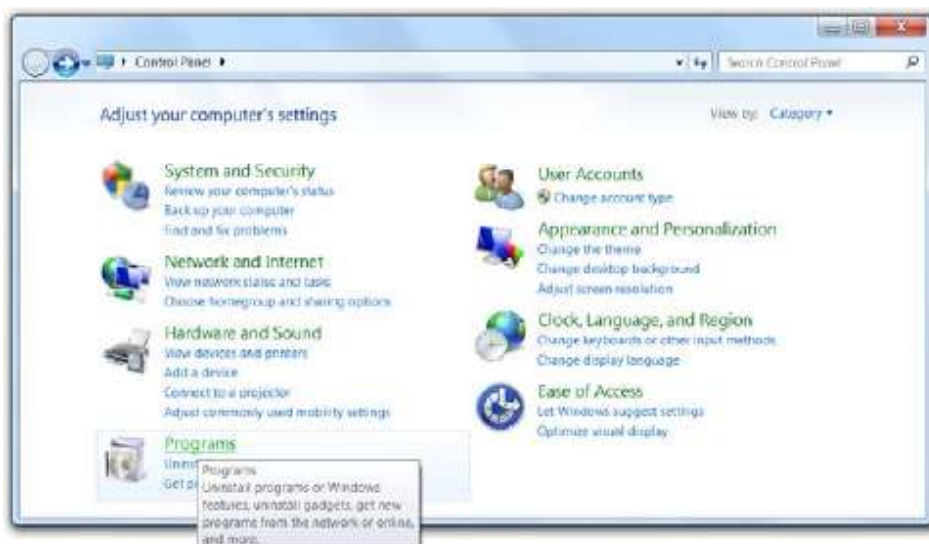 Control Panel
Search Control Panel
Adjust your computer's settings
View by: Category
System and Security
Review your computer's status
Back up your computer
Find and fix problems
Network and Internet
View network status and tasks
Choose homegroup and sharing options
Hardware and Sound
View devices and printers
Add a device
Connect to a projector
Adjust commonly used mobility settings
Programs
Get
Programs
Uninstall programs or Windows
features, uninstall gadgets, get new
programs from the network or online,
and more.
User Accounts
Change account type
Appearance and Personalization
Change the theme
Change desktop background
Adjust screen resolution
Clock, Language, and Region
Change keyboards or other input methods
Change display language
Ease of Access
Let Windows suggest settings
Optimize visual display